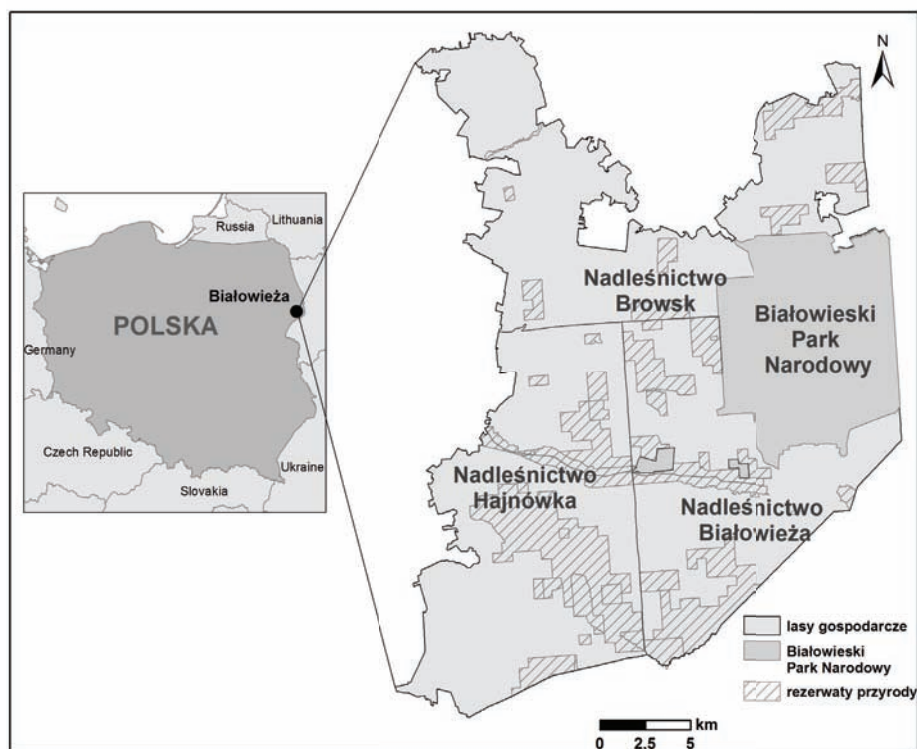 N
Lithuania
Russia
Białowieża
POLSKA
Germany
Czech Republic
Ukraine
Slovakia
Nadleśnictwo
Browsk
Białowieski
Park
Narodowy
Nadleśnictwo
Hajnówka
Nadleśnictwo
Białowieża
lasy gospodarcze
Białowieski
Park Narodowy
rezerwaty przyrody
km
0 2.5 5